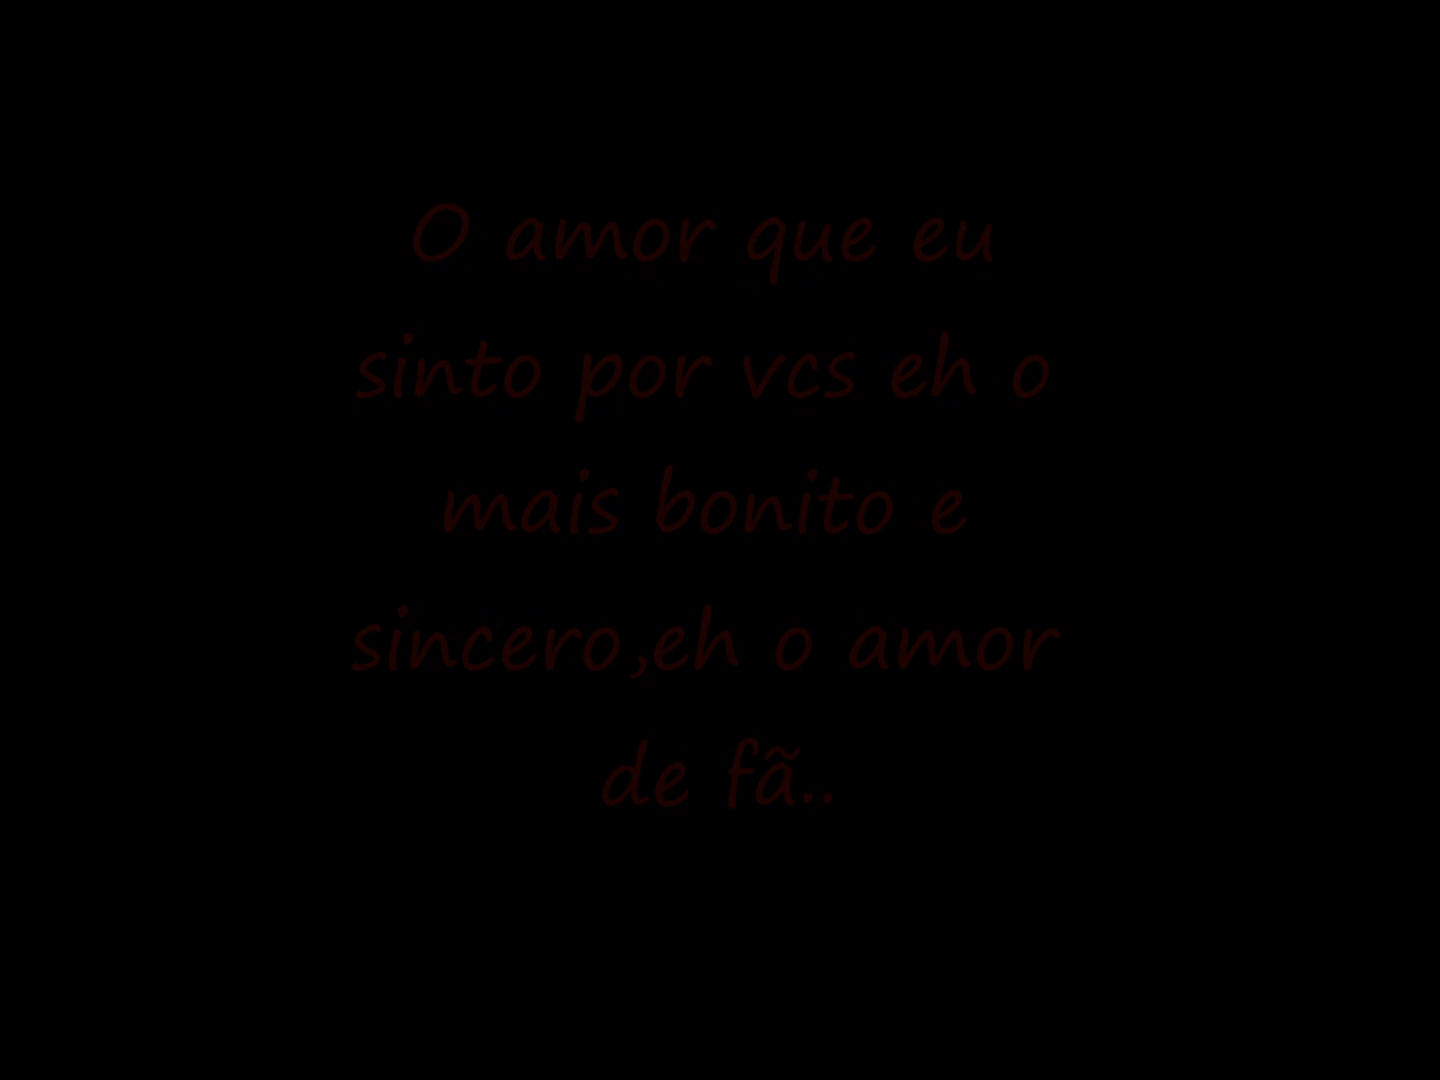 O amor que eu
sinto por vcs eh o
mais bonito e
sincero,eh o amor
de fã..